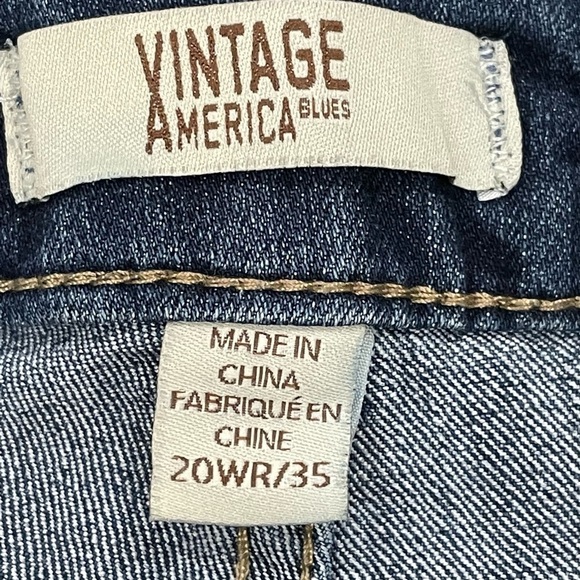 VINTAGE
AMERICA BLUES
MADE IN
CHINA
FABRIQUÉ EN
CHINE
20WR/35